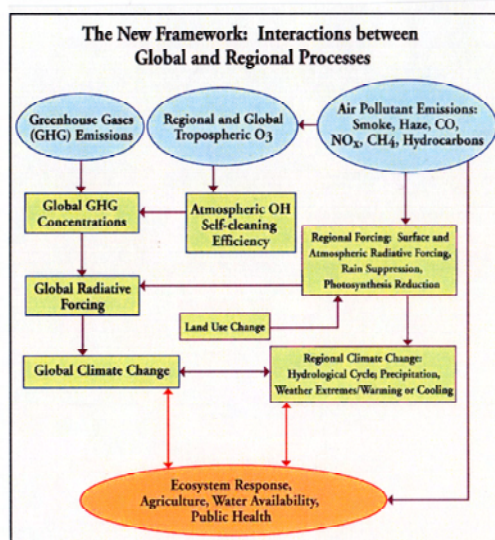 The New Framework: Interactions between
Global and Regional Processes
Greenhouse Gases
(GHG) Emissions
Regional and Global
Tropospheric O3
Air Pollutant Emissions:
Smoke, Haze, CO,
NOx, CH4, Hydrocarbons
Global GHG
Concentrations
Atmospheric OH
Self-cleaning
Efficiency
Regional Forcing: Surface and
Atmospheric Radiative Forcing,
Rain Suppression,
Photosynthesis Reduction
Global Radiative
Forcing
Land Use Change
Global Climate Change
Regional Climate Change:
Hydrological Cycle; Precipitation,
Weather Extremes/Warming or Cooling
Ecosystem Response,
Agriculture, Water Availability,
Public Health